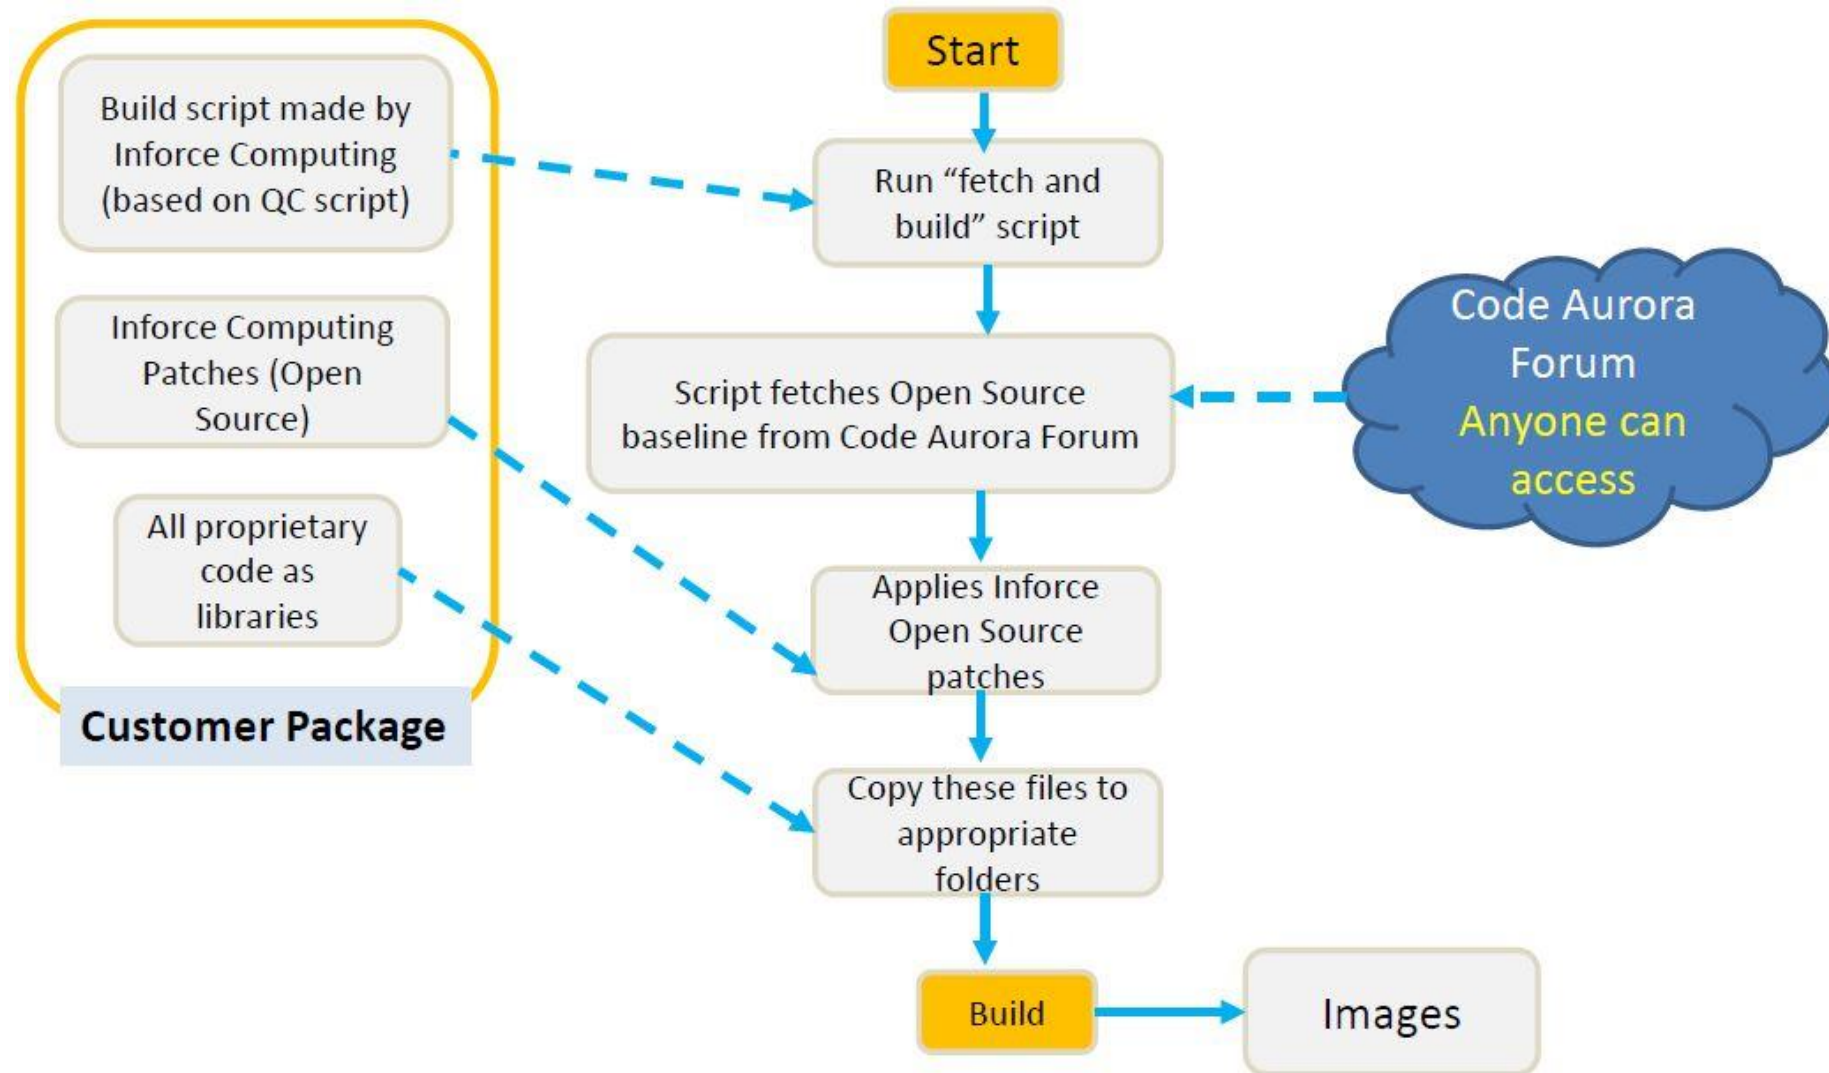 Start
Build script made by
Inforce Computing
(based on QC script)
Run “fetch and
build” script
Inforce Computing
Patches (Open
Source)
Script fetches Open Source
baseline from Code Aurora Forum
Code Aurora
Forum
Anyone can
access
All proprietary
code as
libraries
Applies Inforce
Open Source
patches
Customer Package
Copy these files to
appropriate
folders
Build
Images